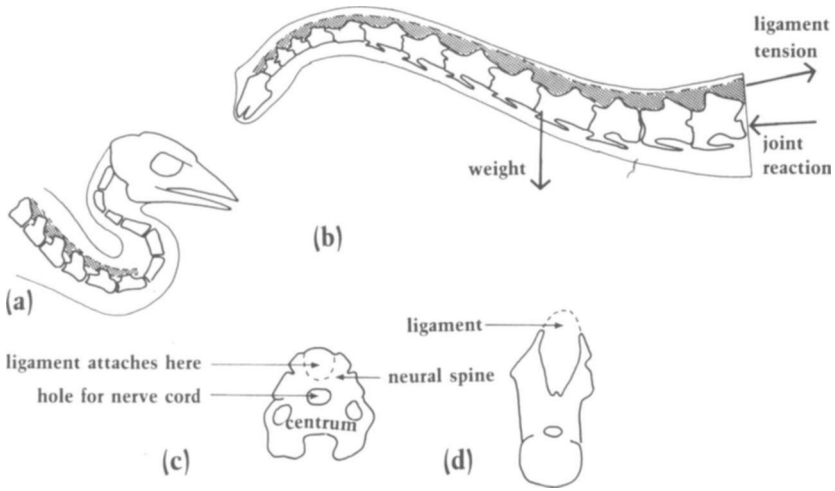 ligament
tension
joint
reaction
weight
(b)
(a)
ligament
ligament attaches here
neural spine
hole for nerve cord
centrum
(c)
(d)